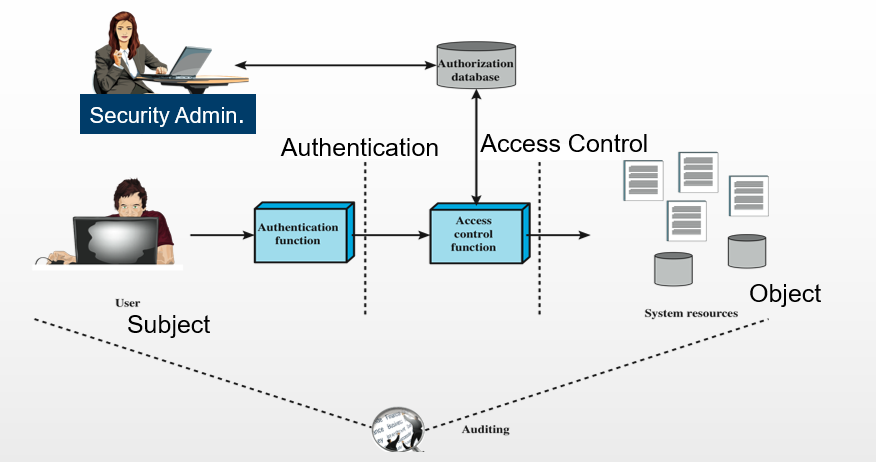 Authorization
database
Security Admin.
Authentication
Access Control
Authentication
function
Access
control
function
User
Subject
Object
System resources
Auditing